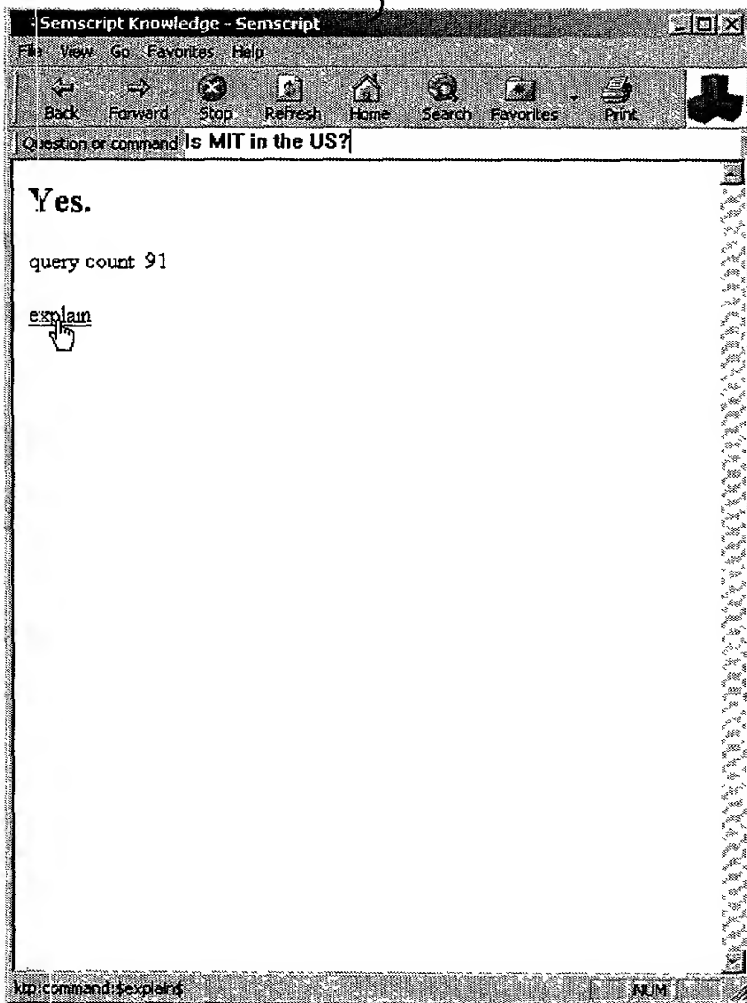 Semscript Knowledge - Semscript
File View Go Favorites Help
Back Forward Stop Refresh Home Search Favorites Print
Question or command Is MIT in the US?
Yes.
query count 91
explain
ktp:command:$explain$ NUM